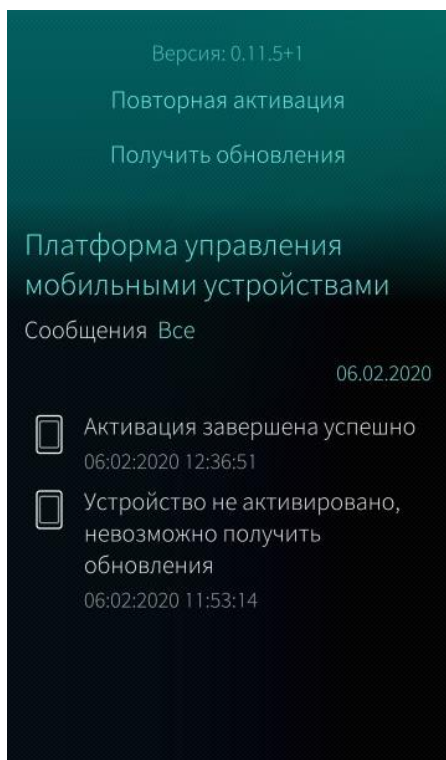 Версия: 0.11.5+1
Повторная активация
Получить обновления
Платформа управления
мобильными устройствами
Сообщения Все
06.02.2020
Активация завершена успешно
06:02:2020 12:36:51
Устройство не активировано,
невозможно получить
обновления
06:02:2020 11:53:14